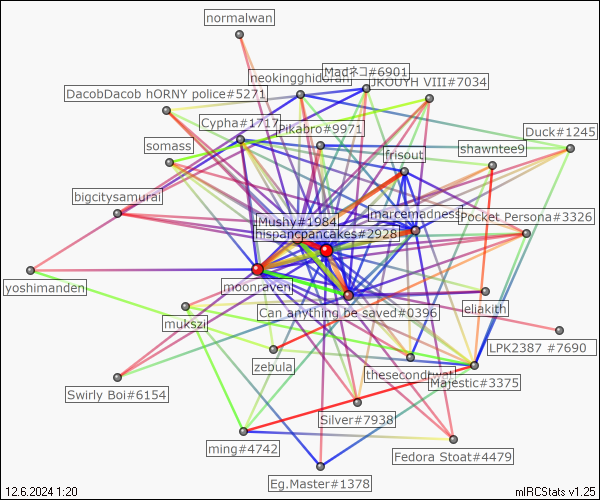 normalwan
Madネコ#6901
neokingghidorah
JKOUYH VIII#7034
DacobDacob hORNY police#5271
Cypha#1717
Pikabro#9971
Duck#1245
somass
shawntee9
frisout
bigcitysamurai
Mushy#1984
marcemadness
Pocket Persona#3326
hispancpancakes#2928
yoshimanden
moonraven
eliakith
Can anything be saved#0396
mukszi
LPK2387 #7690
zebula
thesecondtwat
Majestic#3375
Swirly Boi#6154
Silver#7938
ming#4742
Fedora Stoat#4479
Eg.Master#1378
12.6.2024 1:20
mIRCStats v1.25